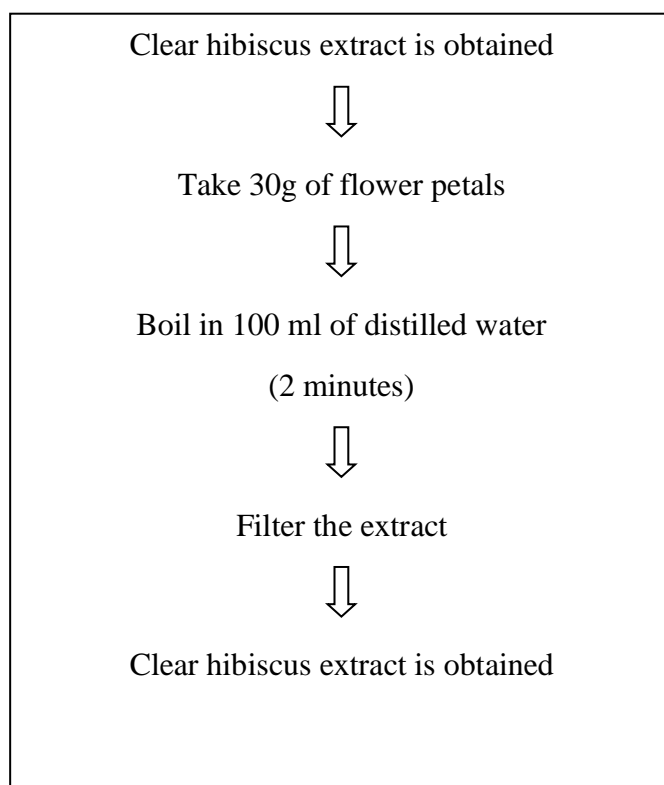 Clear hibiscus extract is obtained
Take 30g of flower petals
Boil in 100 ml of distilled water
(2 minutes)
Filter the extract
Clear hibiscus extract is obtained